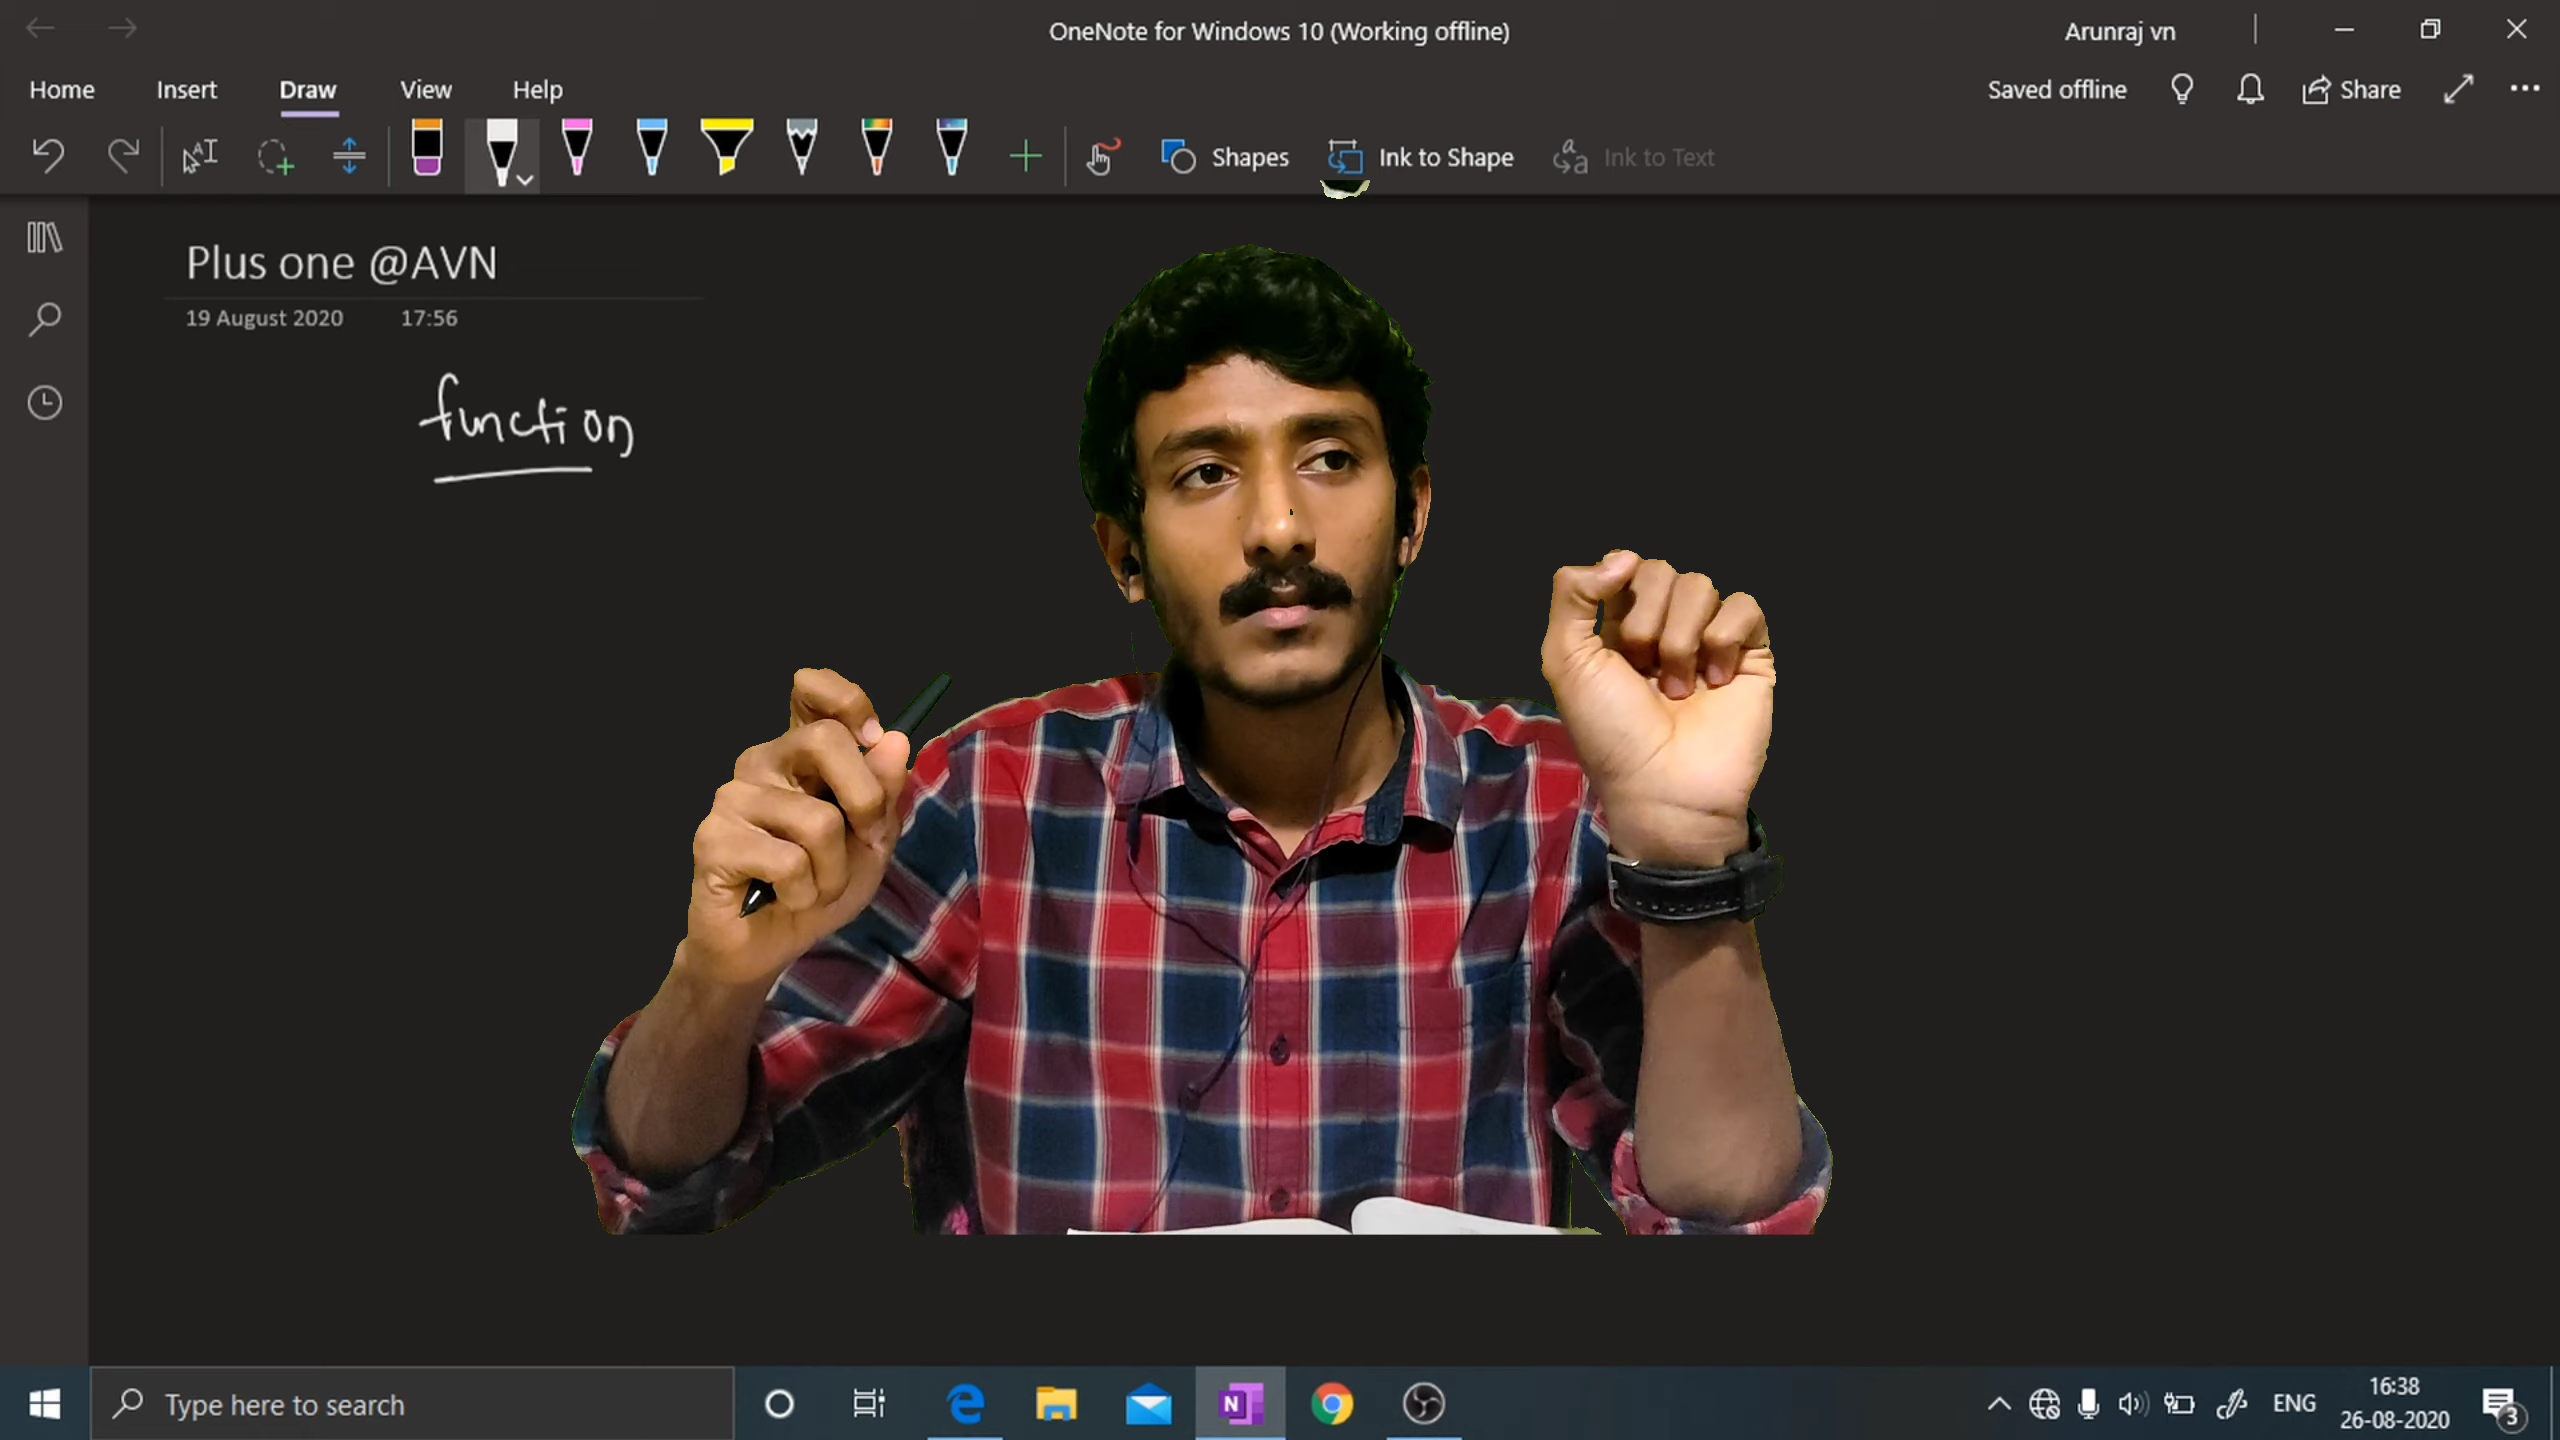 OneNote for Windows 10 (Working offline)
Arunraj vn
Home
Insert
Draw
View
Help
Saved offline
Share
Shapes
Ink to Shape
Ink to Text
Plus one @AVN
19 August 2020
17:56
function
Type here to search
ENG
16:38
26-08-2020
3